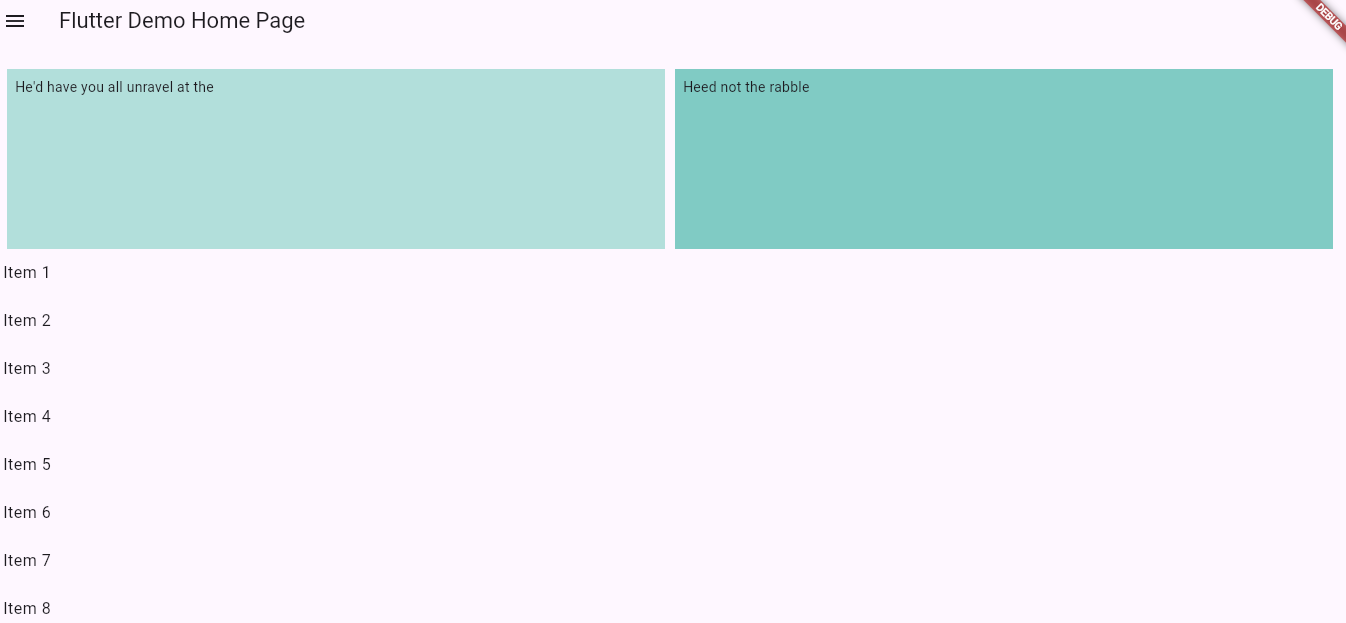 Flutter Demo Home Page
DEBUG
He'd have you all unravel at the
Heed not the rabble
Item 1
Item 2
Item 3
Item 4
Item 5
Item 6
Item 7
Item 8